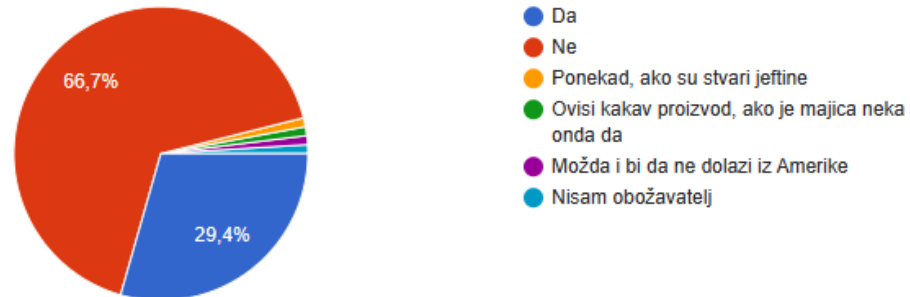 66,7%
29,4%
Da
Ne
Ponekad, ako su stvari jeftine
Ovisi kakav proizvod, ako je majica neka
onda da
Možda i bi da ne dolazi iz Amerike
Nisam obožavatelj